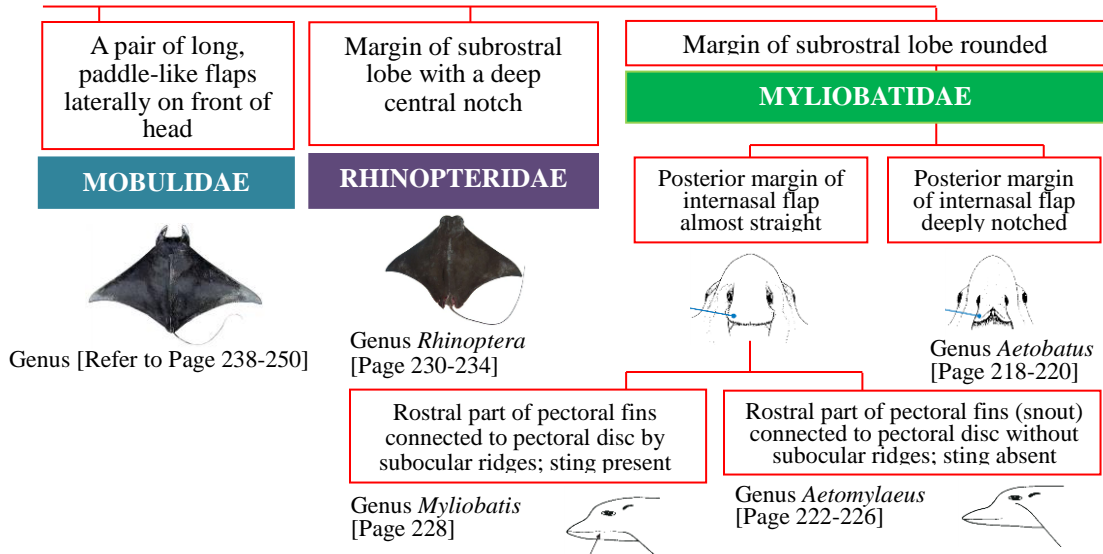 A pair of long,
paddle-like flaps
laterally on front of
head
MOBULIDAE
Genus [Refer to Page 238-250]
Margin of subrostral
lobe with a deep
central notch
RHINOPTERIDAE
Genus Rhinoptera
[Page 230-234]
Margin of subrostral lobe rounded
MYLIOBATIDAE
Posterior margin of
internasal flap
almost straight
Posterior margin
of internasal flap
deeply notched
Genus Aetobatus
[Page 218-220]
Rostral part of pectoral fins
connected to pectoral disc by
subocular ridges; sting present
Genus Myliobatis
[Page 228]
Rostral part of pectoral fins (snout)
connected to pectoral disc without
subocular ridges; sting absent
Genus Aetomylaeus
[Page 222-226]